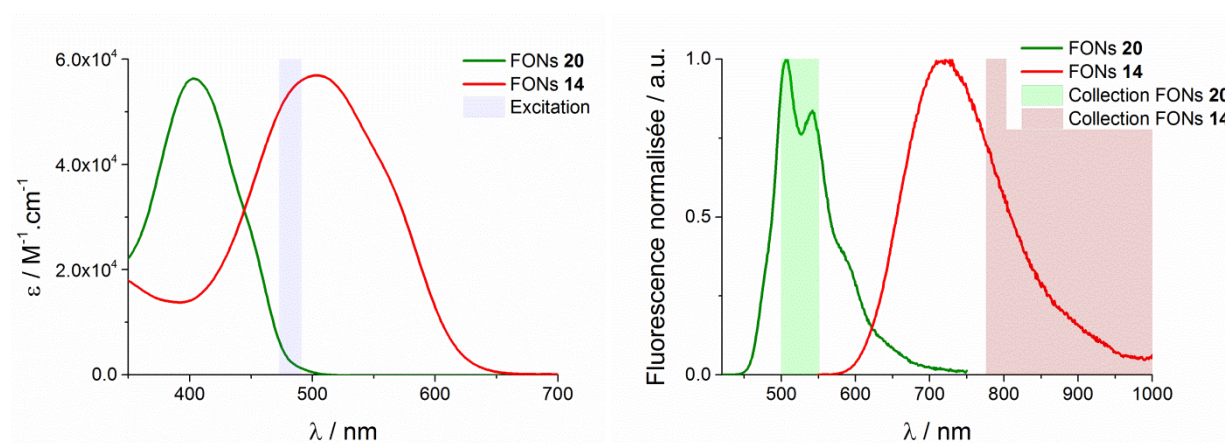 6.0x10⁴
4.0x10⁴
2.0x10⁴
0.0
ε / M⁻¹.cm⁻¹
400
500
600
700
λ / nm
FONs 20
FONs 14
Excitation
1.0
0.5
0.0
Fluorescence normalisée / a.u.
500
600
700
800
900
1000
λ / nm
FONs 20
FONs 14
Collection FONs 20
Collection FONs 14